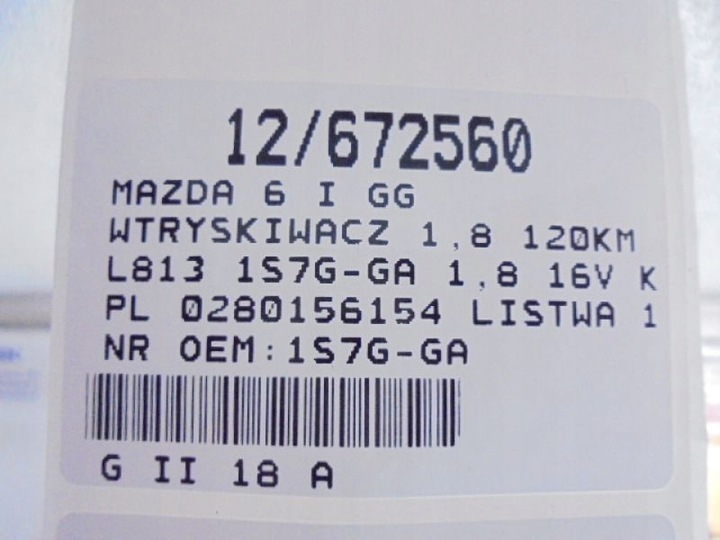 12/672560
MAZDA 6 I GG
WTRYSKIWACZ 1,8 120KM
L813 1S7G-GA 1,8 16V K
PL 0280156154 LISTWA 1
NR OEM:1S7G-GA
G II 18 A